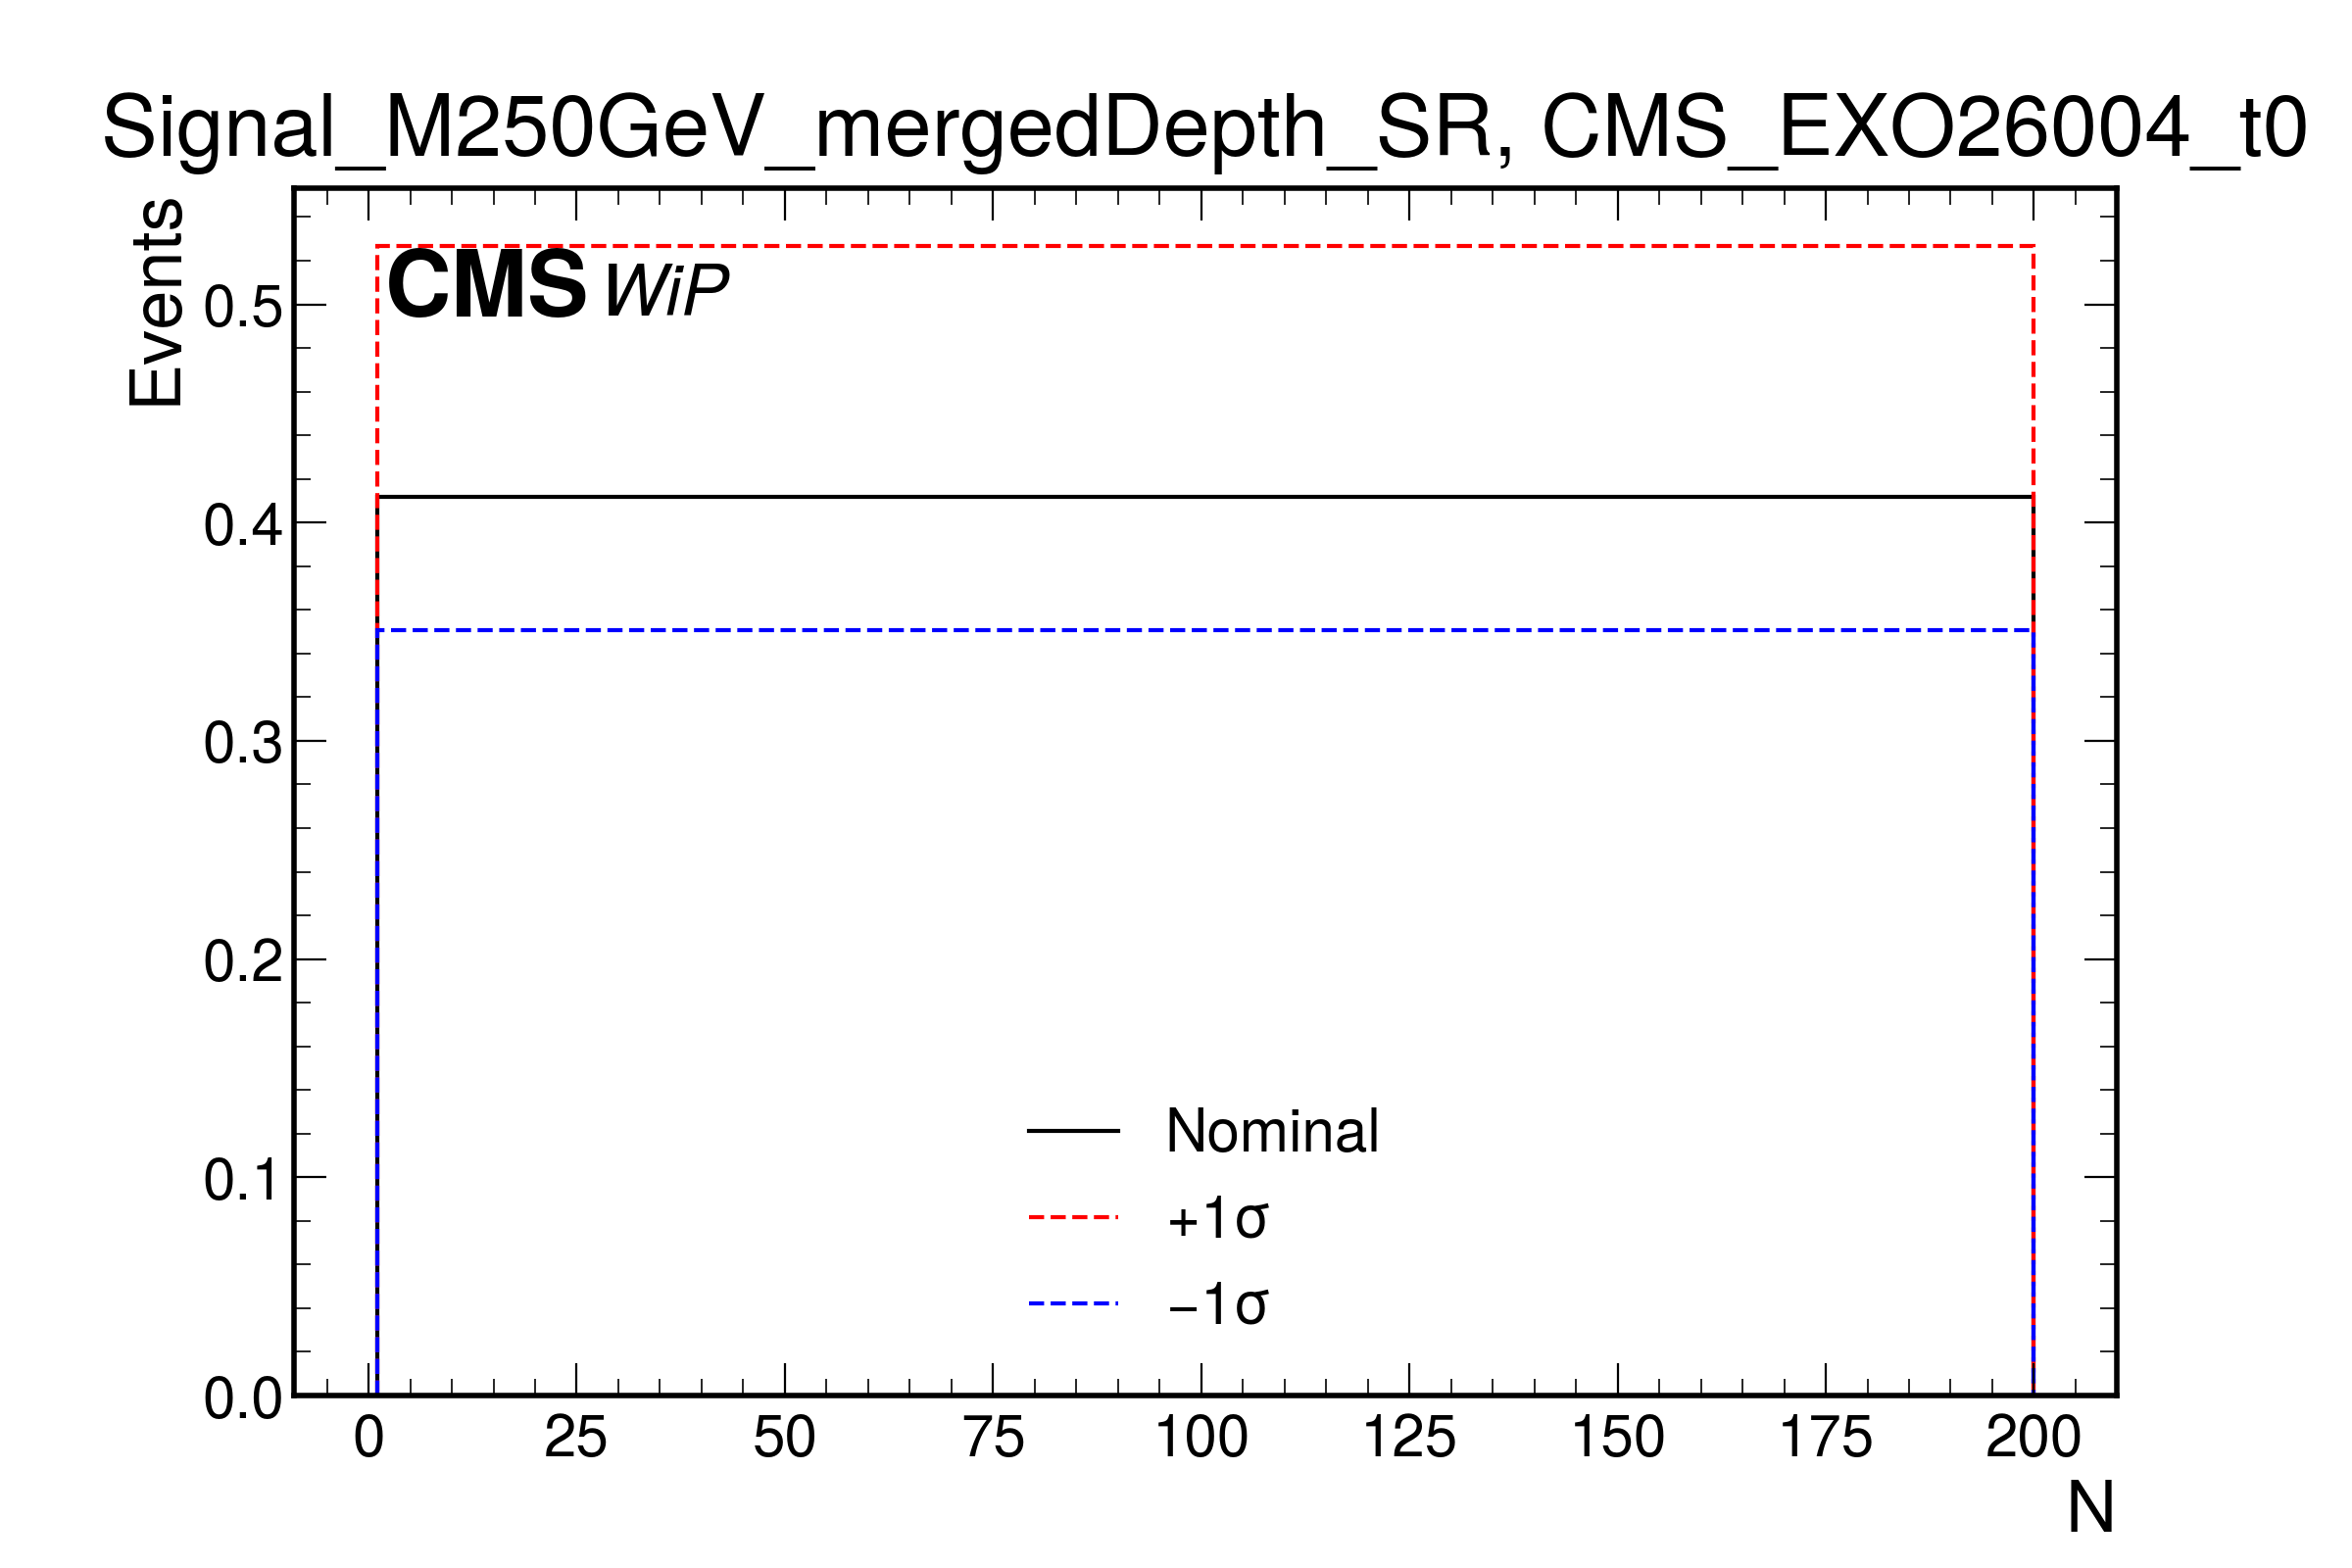 Signal_M250GeV_mergedDepth_SR, CMS_EXO26004_t0
Events
CMS WiP
0.5
0.4
0.3
0.2
0.1
0.0
Nominal
+1σ
−1σ
0 25 50 75 100 125 150 175 200
N